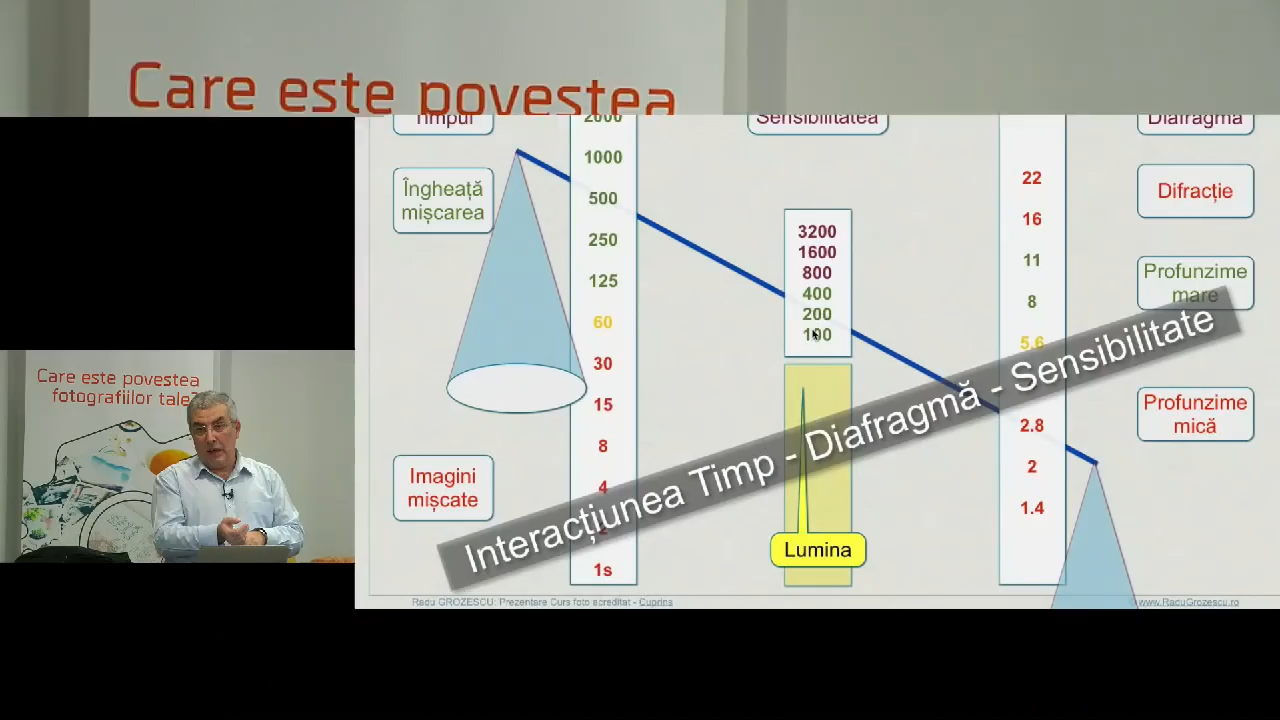 Care este povestea
Timpul
Îngheață
mișcarea
Imagini
mișcate
2000
1000
500
250
125
60
30
15
8
4
2
1s
Sensibilitatea
3200
1600
800
400
200
100
Lumina
22
16
11
8
5.6
2.8
2
1.4
Diafragma
Difracție
Profunzime
mare
Profunzime
mică
Interacțiunea Timp - Diafragmă - Sensibilitate
Care este povestea
fotografiilor tale?
Radu GROZESCU: Prezentare Curs foto acreditat - Cuprins
www.RaduGrozescu.ro